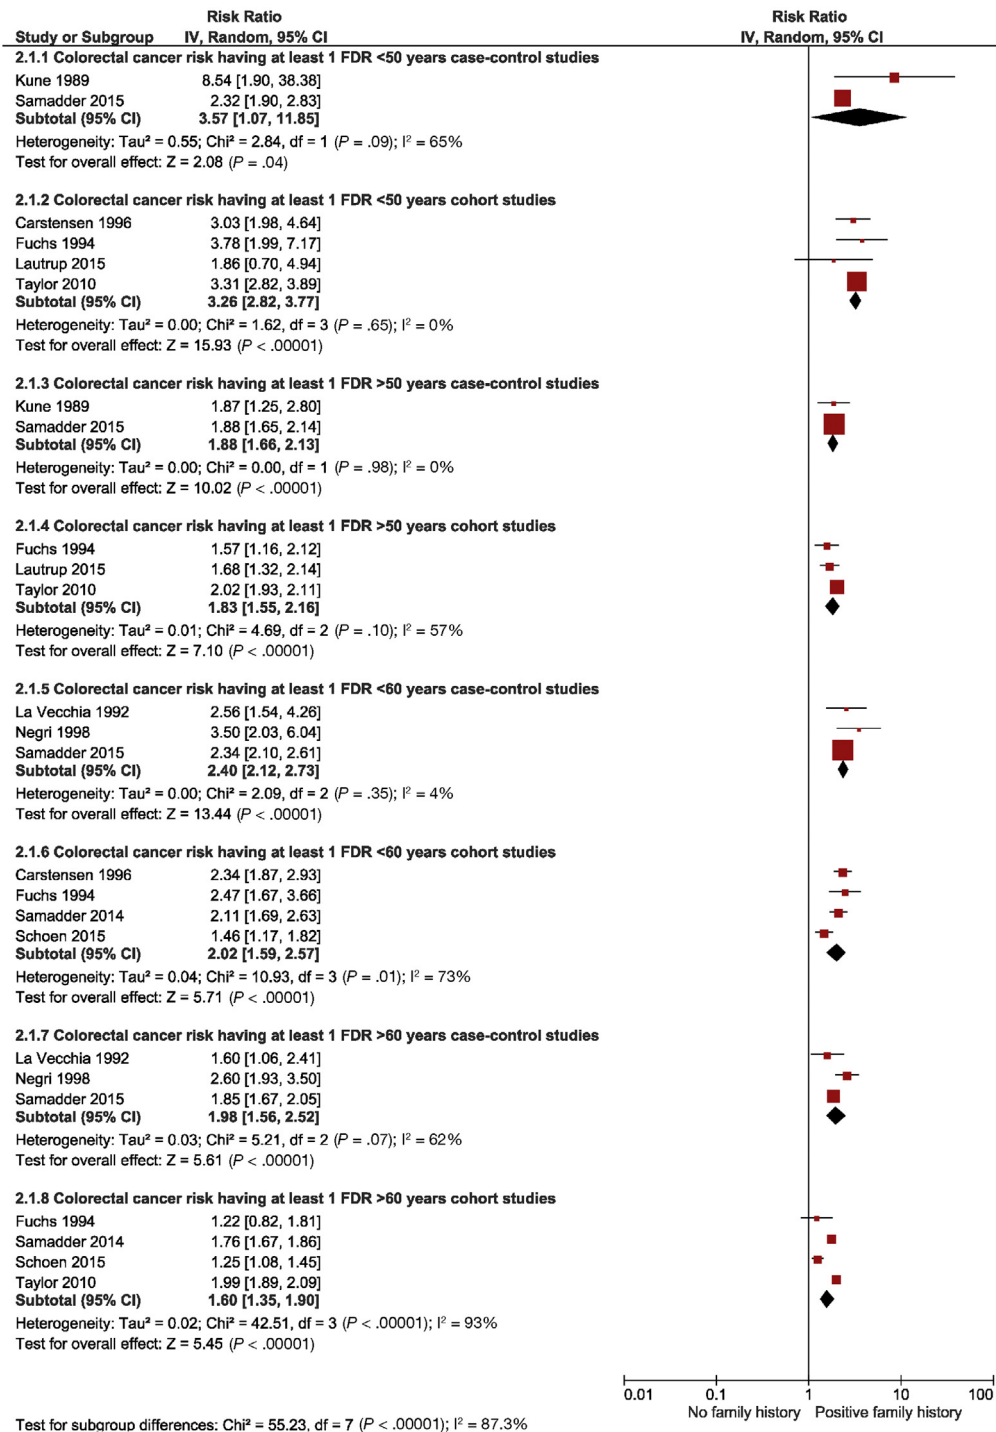 Risk Ratio Risk Ratio
Study or Subgroup IV, Random, 95% CI IV, Random, 95% CI
2.1.1 Colorectal cancer risk having at least 1 FDR <50 years case-control studies
Kune 1989 8.54 [1.90, 38.38]
Samadder 2015 2.32 [1.90, 2.83]
Subtotal (95% CI) 3.57 [1.07, 11.85]
Heterogeneity: Tau² = 0.55; Chi² = 2.84, df = 1 (P = .09); I² = 65%
Test for overall effect: Z = 2.08 (P = .04)
2.1.2 Colorectal cancer risk having at least 1 FDR <50 years cohort studies
Carstensen 1996 3.03 [1.98, 4.64]
Fuchs 1994 3.78 [1.99, 7.17]
Lautrup 2015 1.86 [0.70, 4.94]
Taylor 2010 3.31 [2.82, 3.89]
Subtotal (95% CI) 3.26 [2.82, 3.77]
Heterogeneity: Tau² = 0.00; Chi² = 1.62, df = 3 (P = .65); I² = 0%
Test for overall effect: Z = 15.93 (P < .00001)
2.1.3 Colorectal cancer risk having at least 1 FDR >50 years case-control studies
Kune 1989 1.87 [1.25, 2.80]
Samadder 2015 1.88 [1.65, 2.14]
Subtotal (95% CI) 1.88 [1.66, 2.13]
Heterogeneity: Tau² = 0.00; Chi² = 0.00, df = 1 (P = .98); I² = 0%
Test for overall effect: Z = 10.02 (P < .00001)
2.1.4 Colorectal cancer risk having at least 1 FDR >50 years cohort studies
Fuchs 1994 1.57 [1.16, 2.12]
Lautrup 2015 1.68 [1.32, 2.14]
Taylor 2010 2.02 [1.93, 2.11]
Subtotal (95% CI) 1.83 [1.55, 2.16]
Heterogeneity: Tau² = 0.01; Chi² = 4.69, df = 2 (P = .10); I² = 57%
Test for overall effect: Z = 7.10 (P < .00001)
2.1.5 Colorectal cancer risk having at least 1 FDR <60 years case-control studies
La Vecchia 1992 2.56 [1.54, 4.26]
Negri 1998 3.50 [2.03, 6.04]
Samadder 2015 2.34 [2.10, 2.61]
Subtotal (95% CI) 2.40 [2.12, 2.73]
Heterogeneity: Tau² = 0.00; Chi² = 2.09, df = 2 (P = .35); I² = 4%
Test for overall effect: Z = 13.44 (P < .00001)
2.1.6 Colorectal cancer risk having at least 1 FDR <60 years cohort studies
Carstensen 1996 2.34 [1.87, 2.93]
Fuchs 1994 2.47 [1.67, 3.66]
Samadder 2014 2.11 [1.69, 2.63]
Schoen 2015 1.46 [1.17, 1.82]
Subtotal (95% CI) 2.02 [1.59, 2.57]
Heterogeneity: Tau² = 0.04; Chi² = 10.93, df = 3 (P = .01); I² = 73%
Test for overall effect: Z = 5.71 (P < .00001)
2.1.7 Colorectal cancer risk having at least 1 FDR >60 years case-control studies
La Vecchia 1992 1.60 [1.06, 2.41]
Negri 1998 2.60 [1.93, 3.50]
Samadder 2015 1.85 [1.67, 2.05]
Subtotal (95% CI) 1.98 [1.56, 2.52]
Heterogeneity: Tau² = 0.03; Chi² = 5.21, df = 2 (P = .07); I² = 62%
Test for overall effect: Z = 5.61 (P < .00001)
2.1.8 Colorectal cancer risk having at least 1 FDR >60 years cohort studies
Fuchs 1994 1.22 [0.82, 1.81]
Samadder 2014 1.76 [1.67, 1.86]
Schoen 2015 1.25 [1.08, 1.45]
Taylor 2010 1.99 [1.89, 2.09]
Subtotal (95% CI) 1.60 [1.35, 1.90]
Heterogeneity: Tau² = 0.02; Chi² = 42.51, df = 3 (P < .00001); I² = 93%
Test for overall effect: Z = 5.45 (P < .00001)
0.01 0.1 1 10 100
No family history Positive family history
Test for subgroup differences: Chi² = 55.23, df = 7 (P < .00001); I² = 87.3%